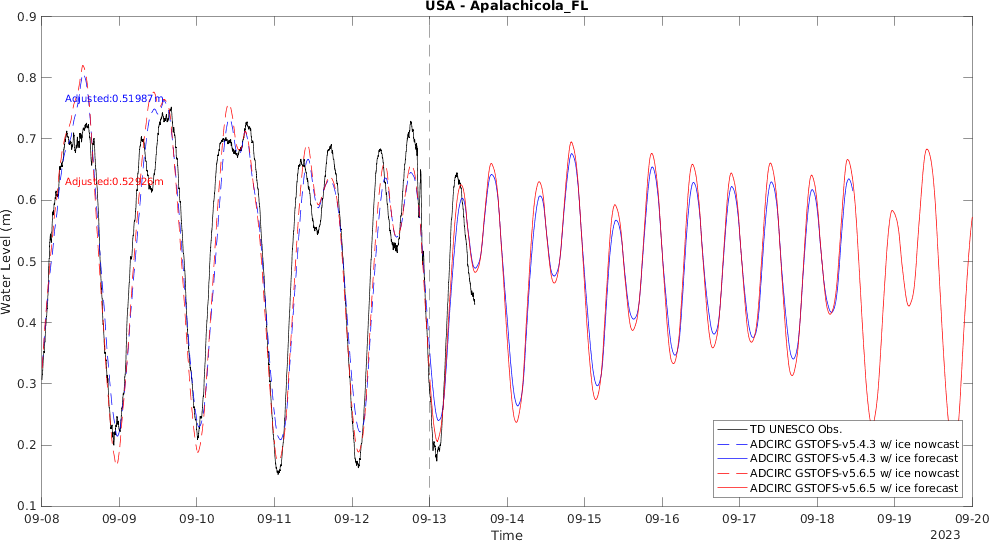 USA - Apalachicola_FL
0.9
0.8
0.7
0.6
0.5
0.4
0.3
0.2
0.1
Water Level (m)
Adjusted:0.51987m
Adjusted:0.52925m
TD UNESCO Obs.
ADCIRC GSTOFS-v5.4.3 w/ ice nowcast
ADCIRC GSTOFS-v5.4.3 w/ ice forecast
ADCIRC GSTOFS-v5.6.5 w/ ice nowcast
ADCIRC GSTOFS-v5.6.5 w/ ice forecast
09-08 09-09 09-10 09-11 09-12 09-13 09-14 09-15 09-16 09-17 09-18 09-19 09-20
Time
2023